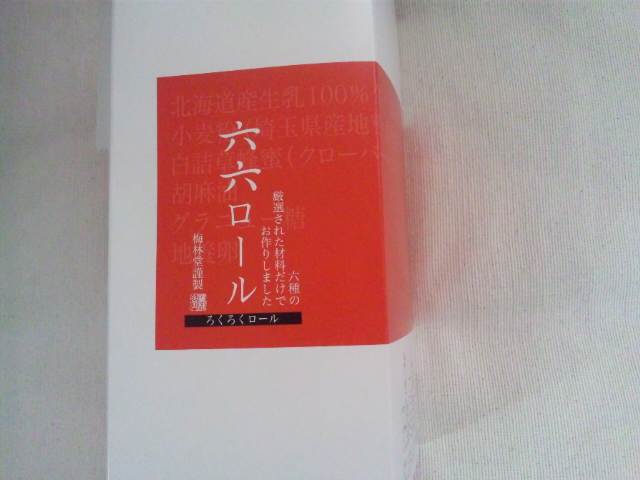 北海道産生乳100%
小麦粉(埼玉県産地
白詰草蜂蜜(クローバー
胡麻油
グラニュー糖
地養卵
六六ロール
六種の
厳選された材料だけで
お作りしました
梅林堂謹製
ろくろくロール